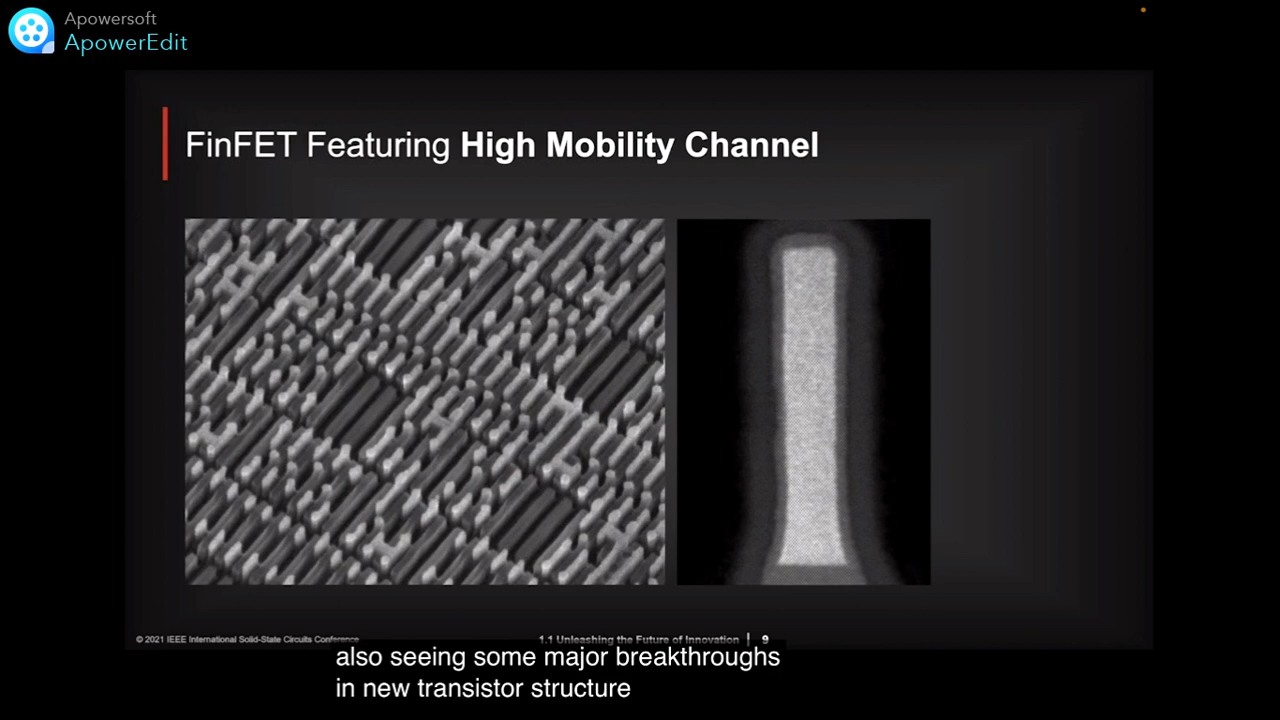 Apowersoft
ApowerEdit
FinFET Featuring High Mobility Channel
© 2021 IEEE International Solid-State Circuits Conference
1.1 Unleashing the Future of Innovation | 9
also seeing some major breakthroughs
in new transistor structure